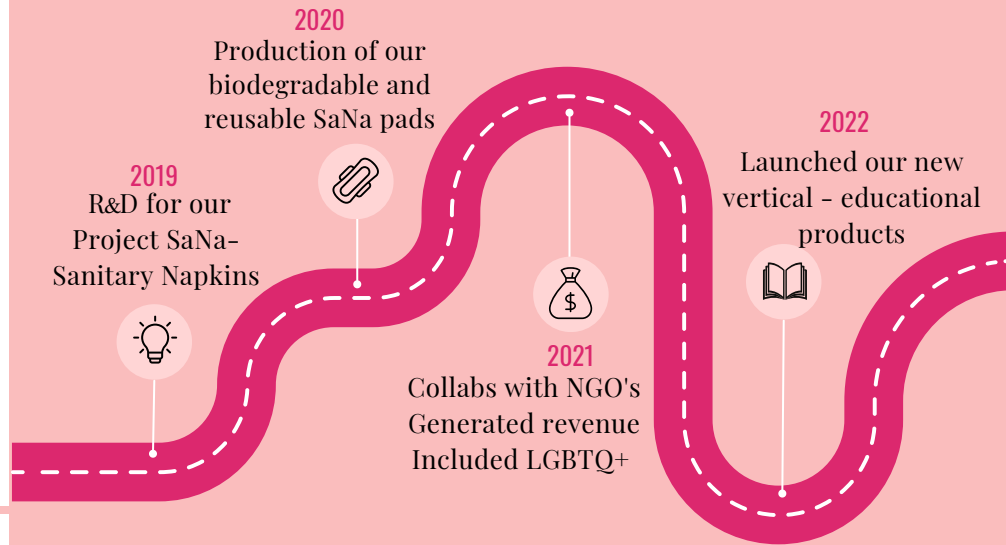 2019
R&D for our
Project SaNa-
Sanitary Napkins
2020
Production of our
biodegradable and
reusable SaNa pads
$
2021
Collabs with NGO's
Generated revenue
Included LGBTQ+
2022
Launched our new
vertical - educational
products